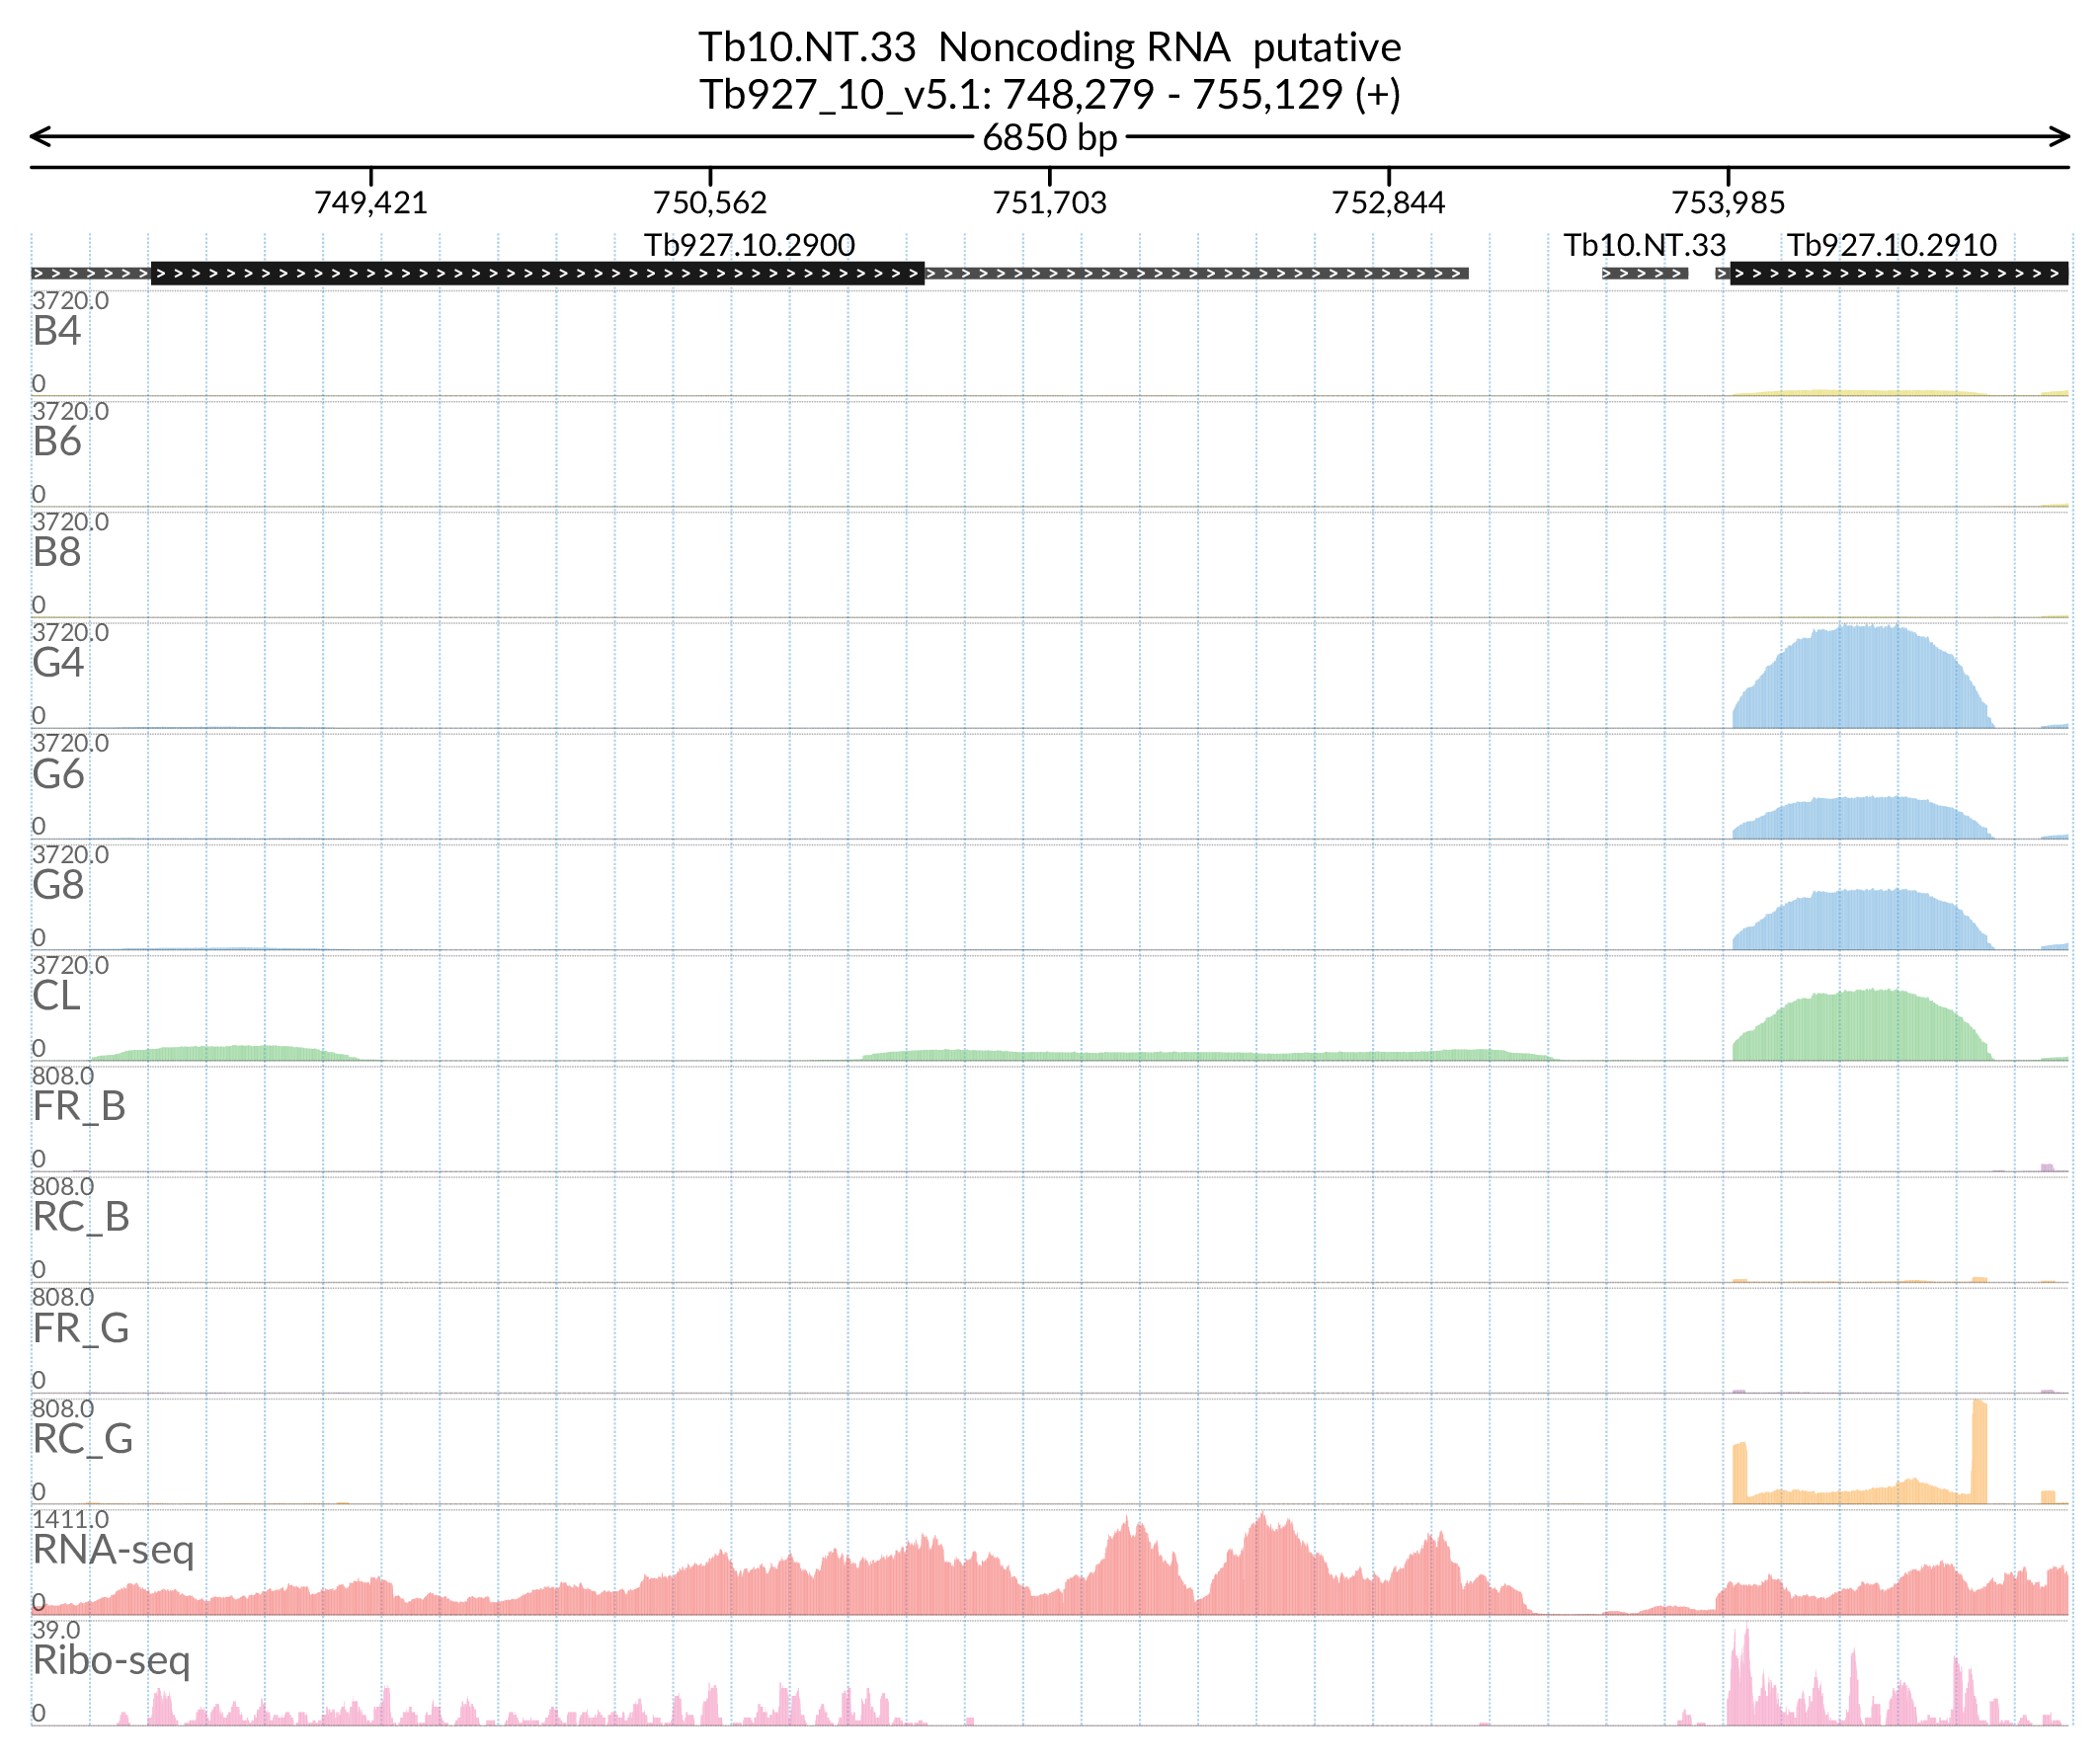 Tb10.NT.33 Noncoding RNA putative
Tb927_10_v5.1: 748,279 - 755,129 (+)
6850 bp
749,421 750,562 751,703 752,844 753,985
Tb927.10.2900 Tb10.NT.33 Tb927.10.2910
3720.0
B4
0
3720.0
B6
0
3720.0
B8
0
3720.0
G4
0
3720.0
G6
0
3720.0
G8
0
3720.0
CL
0
808.0
FR_B
0
808.0
RC_B
0
808.0
FR_G
0
808.0
RC_G
0
1411.0
RNA-seq
0
39.0
Ribo-seq
0